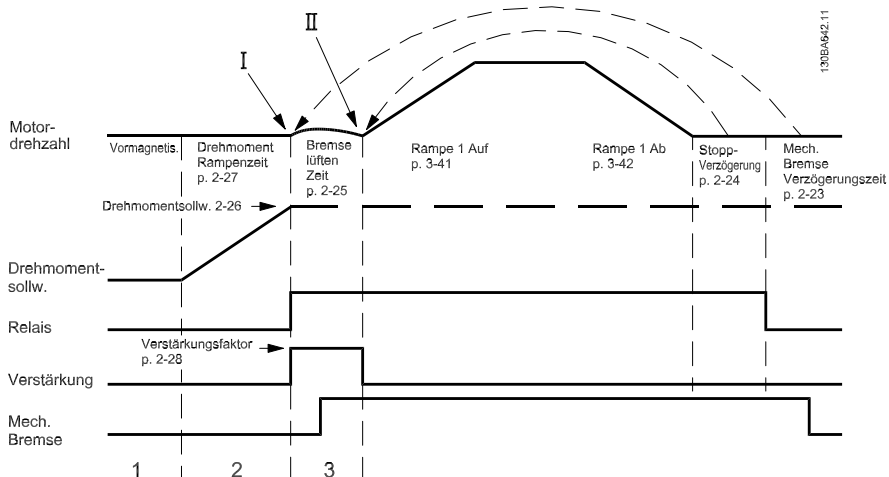 II
I
130BA642.11
Motor-
drehzahl
Vormagnetis.
Drehmoment
Rampenzeit
p. 2-27
Bremse
lüften
Zeit
p. 2-25
Rampe 1 Auf
p. 3-41
Rampe 1 Ab
p. 3-42
Stopp-
Verzögerung
p. 2-24
Mech.
Bremse
Verzögerungszeit
p. 2-23
Drehmomentsollw. 2-26
Drehmoment-
sollw.
Relais
Verstärkungsfaktor
p. 2-28
Verstärkung
Mech.
Bremse
1 2 3